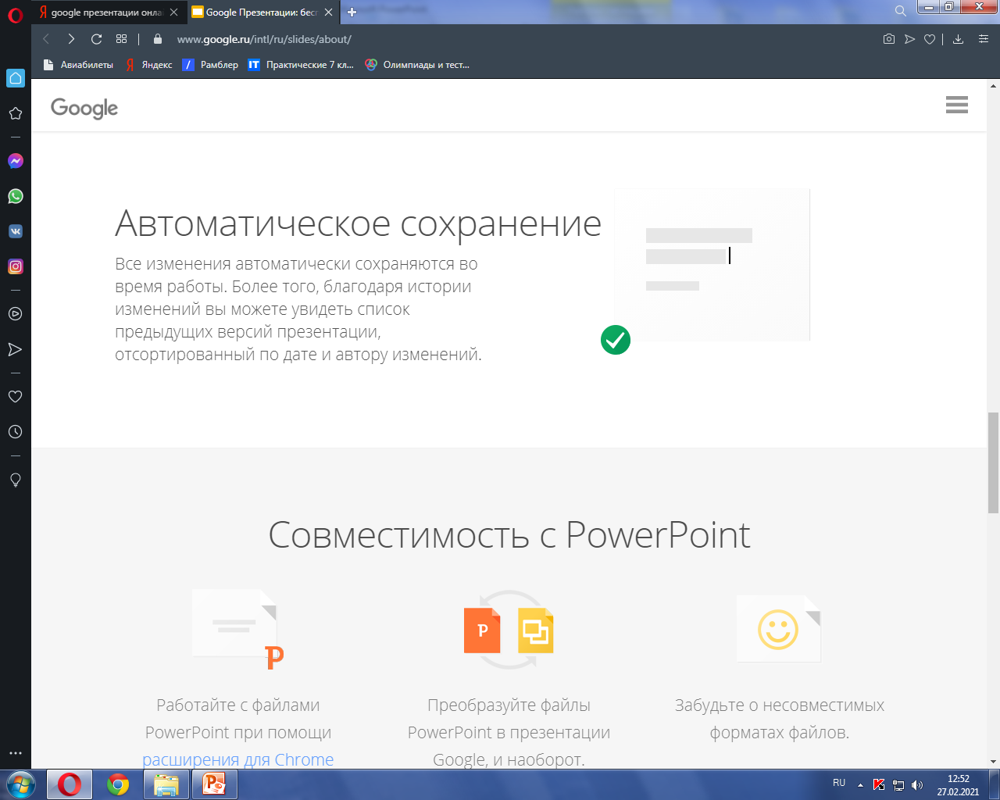 google презентации онла
Google Презентации: бесп
www.google.ru/intl/ru/slides/about/
Авиабилеты
Яндекс
Рамблер
Практические 7 кл...
Олимпиады и тест...
Google
Автоматическое сохранение
Все изменения автоматически сохраняются во
время работы. Более того, благодаря истории
изменений вы можете увидеть список
предыдущих версий презентации,
отсортированный по дате и автору изменений.
Совместимость с PowerPoint
Работайте с файлами
PowerPoint при помощи
расширения для Chrome
Преобразуйте файлы
PowerPoint в презентации
Google, и наоборот.
Забудьте о несовместимых
форматах файлов.
RU
12:52
27.02.2021